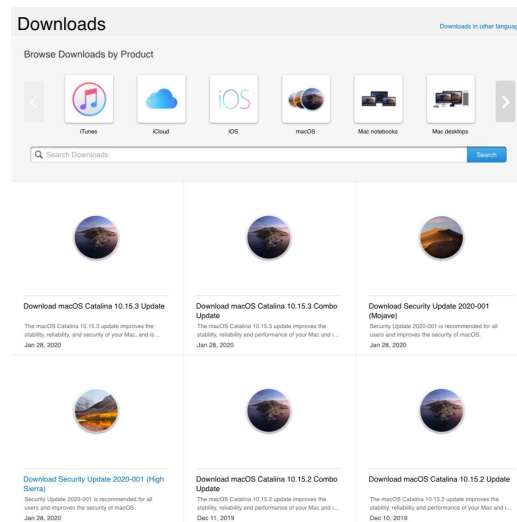 Downloads
Downloads in other languag
Browse Downloads by Product
iOS
iTunes
iCloud
iOS
macOS
Mac notebooks
Mac desktops
Search Downloads
Search
Download macOS Catalina 10.15.3 Update
The macOS Catalina 10.15.3 update improves the
stability, reliability, and security of your Mac, and is...
Jan 28, 2020
Download macOS Catalina 10.15.3 Combo
Update
The macOS Catalina 10.15.3 update improves the
stability, reliability and performance of your Mac and i...
Jan 28, 2020
Download Security Update 2020-001
(Mojave)
Security Update 2020-001 is recommended for all
users and improves the security of macOS.
Jan 28, 2020
Download Security Update 2020-001 (High
Sierra)
Security Update 2020-001 is recommended for all
users and improves the security of macOS.
Jan 28, 2020
Download macOS Catalina 10.15.2 Combo
Update
The macOS Catalina 10.15.2 update improves the
stability, reliability and performance of your Mac and i...
Dec 11, 2019
Download macOS Catalina 10.15.2 Update
The macOS Catalina 10.15.2 update improves the
stability, reliability and performance of your Mac and i...
Dec 10, 2019